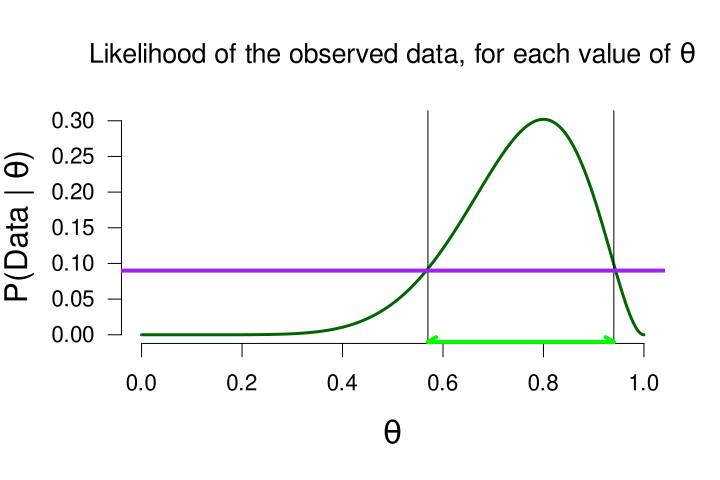 Likelihood of the observed data, for each value of θ
P(Data | θ)
0.30
0.25
0.20
0.15
0.10
0.05
0.00
0.0 0.2 0.4 0.6 0.8 1.0
θ